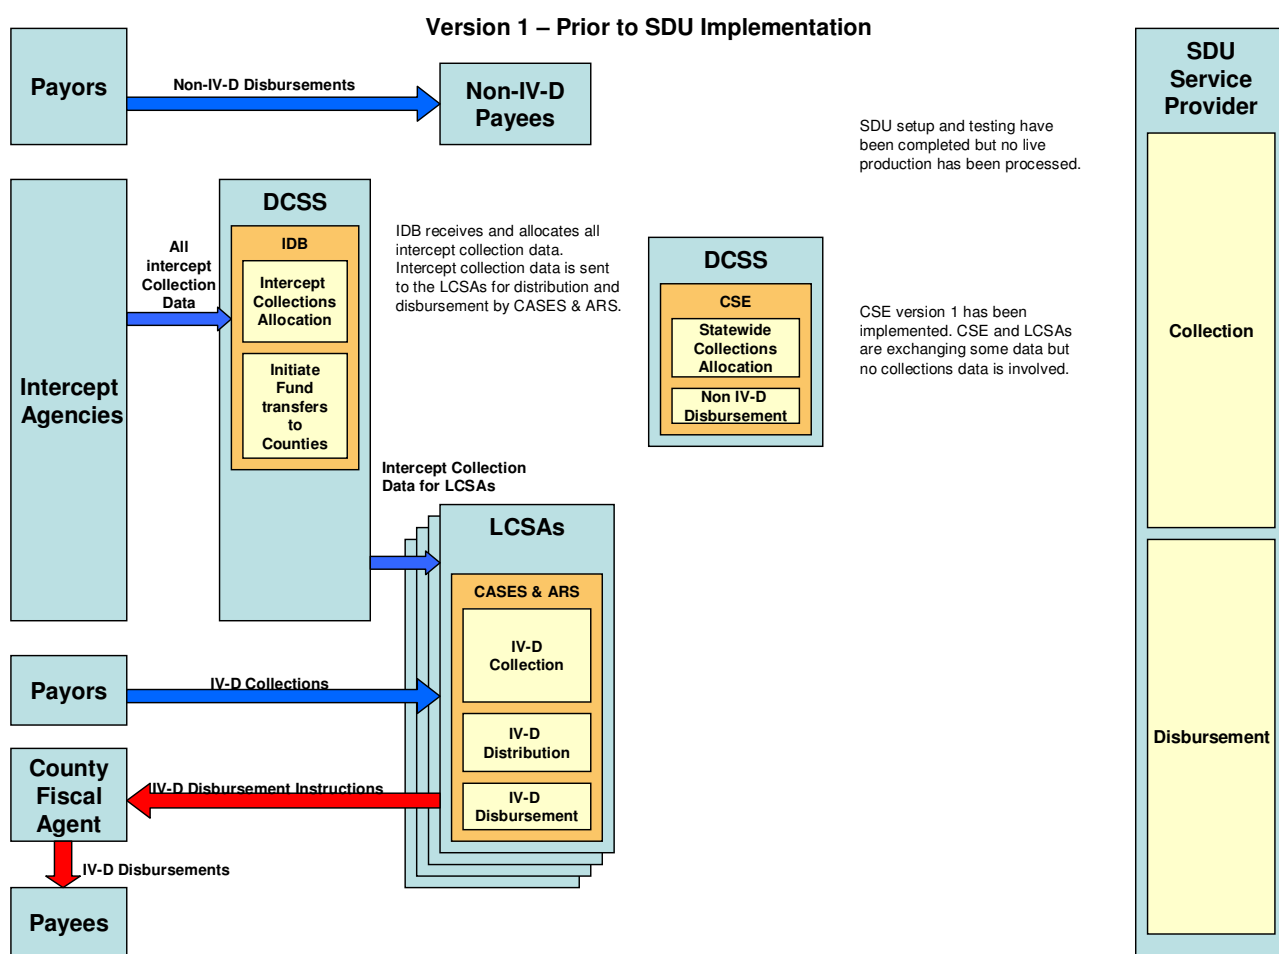 Version 1 – Prior to SDU Implementation
Payors
Non-IV-D Disbursements
Non-IV-D
Payees
SDU setup and testing have
been completed but no live
production has been processed.
SDU
Service
Provider
Collection
Disbursement
Intercept
Agencies
All
intercept
Collection
Data
DCSS
IDB
Intercept
Collections
Allocation
Initiate
Fund
transfers
to
Counties
IDB receives and allocates all
intercept collection data.
Intercept collection data is sent
to the LCSAs for distribution and
disbursement by CASES & ARS.
DCSS
CSE
Statewide
Collections
Allocation
Non IV-D
Disbursement
CSE version 1 has been
implemented. CSE and LCSAs
are exchanging some data but
no collections data is involved.
Intercept Collection
Data for LCSAs
LCSAs
CASES & ARS
IV-D
Collection
IV-D
Distribution
IV-D
Disbursement
Payors
IV-D Collections
County
Fiscal
Agent
IV-D Disbursement Instructions
IV-D Disbursements
Payees